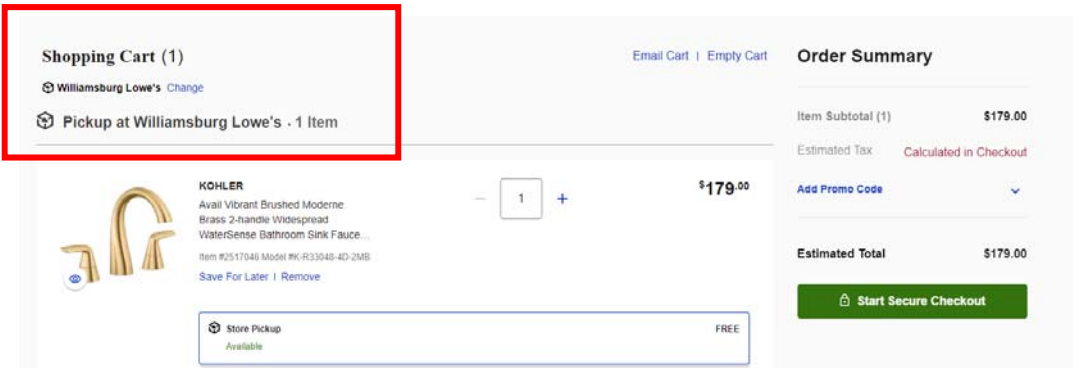 Shopping Cart (1)
Email Cart | Empty Cart
Williamsburg Lowe's Change
Pickup at Williamsburg Lowe's . 1 Item
KOHLER
Avail Vibrant Brushed Moderne
Brass 2-handle Widespread
WaterSense Bathroom Sink Fauce...
Item #2517046 Model #K-R33048-4D-2MB
Save For Later | Remove
− 1 +
$179.00
Store Pickup
FREE
Available
Order Summary
Item Subtotal (1) $179.00
Estimated Tax Calculated in Checkout
Add Promo Code
Estimated Total $179.00
Start Secure Checkout